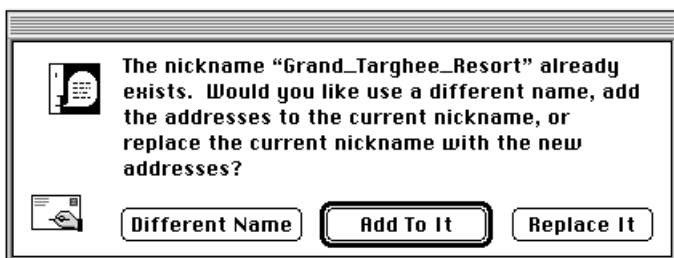 The nickname “Grand_Targhee_Resort” already
exists.  Would you like use a different name, add
the addresses to the current nickname, or
replace the current nickname with the new
addresses?
Different Name
Add To It
Replace It